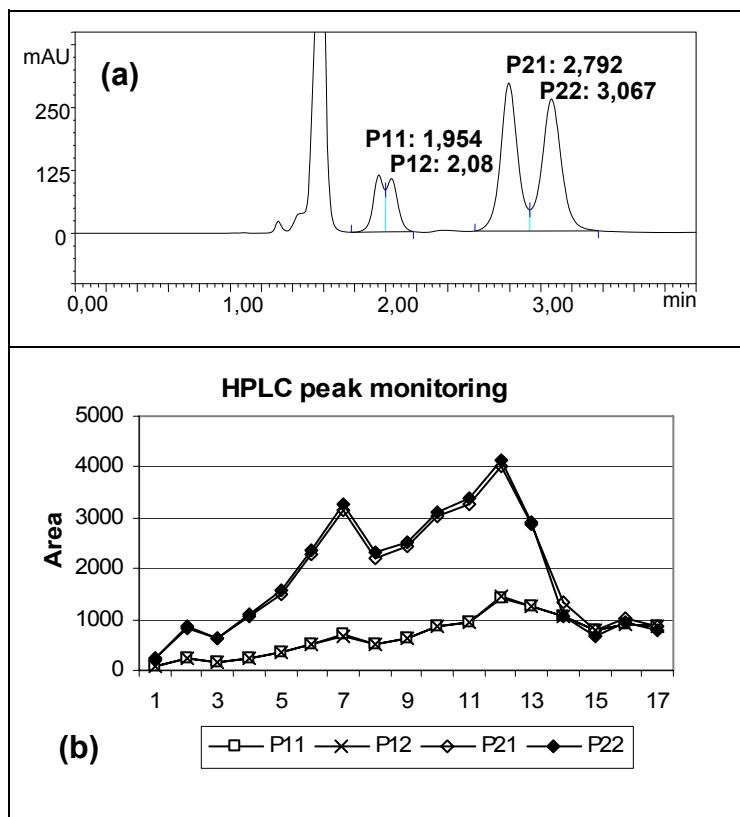 mAU
(a)
P21: 2,792
P22: 3,067
250
P11: 1,954
P12: 2,08
125
0
min
0,00 1,00 2,00 3,00
HPLC peak monitoring
5000
4000
3000
2000
1000
0
Area
1 3 5 7 9 11 13 15 17
(b)
P11 P12 P21 P22